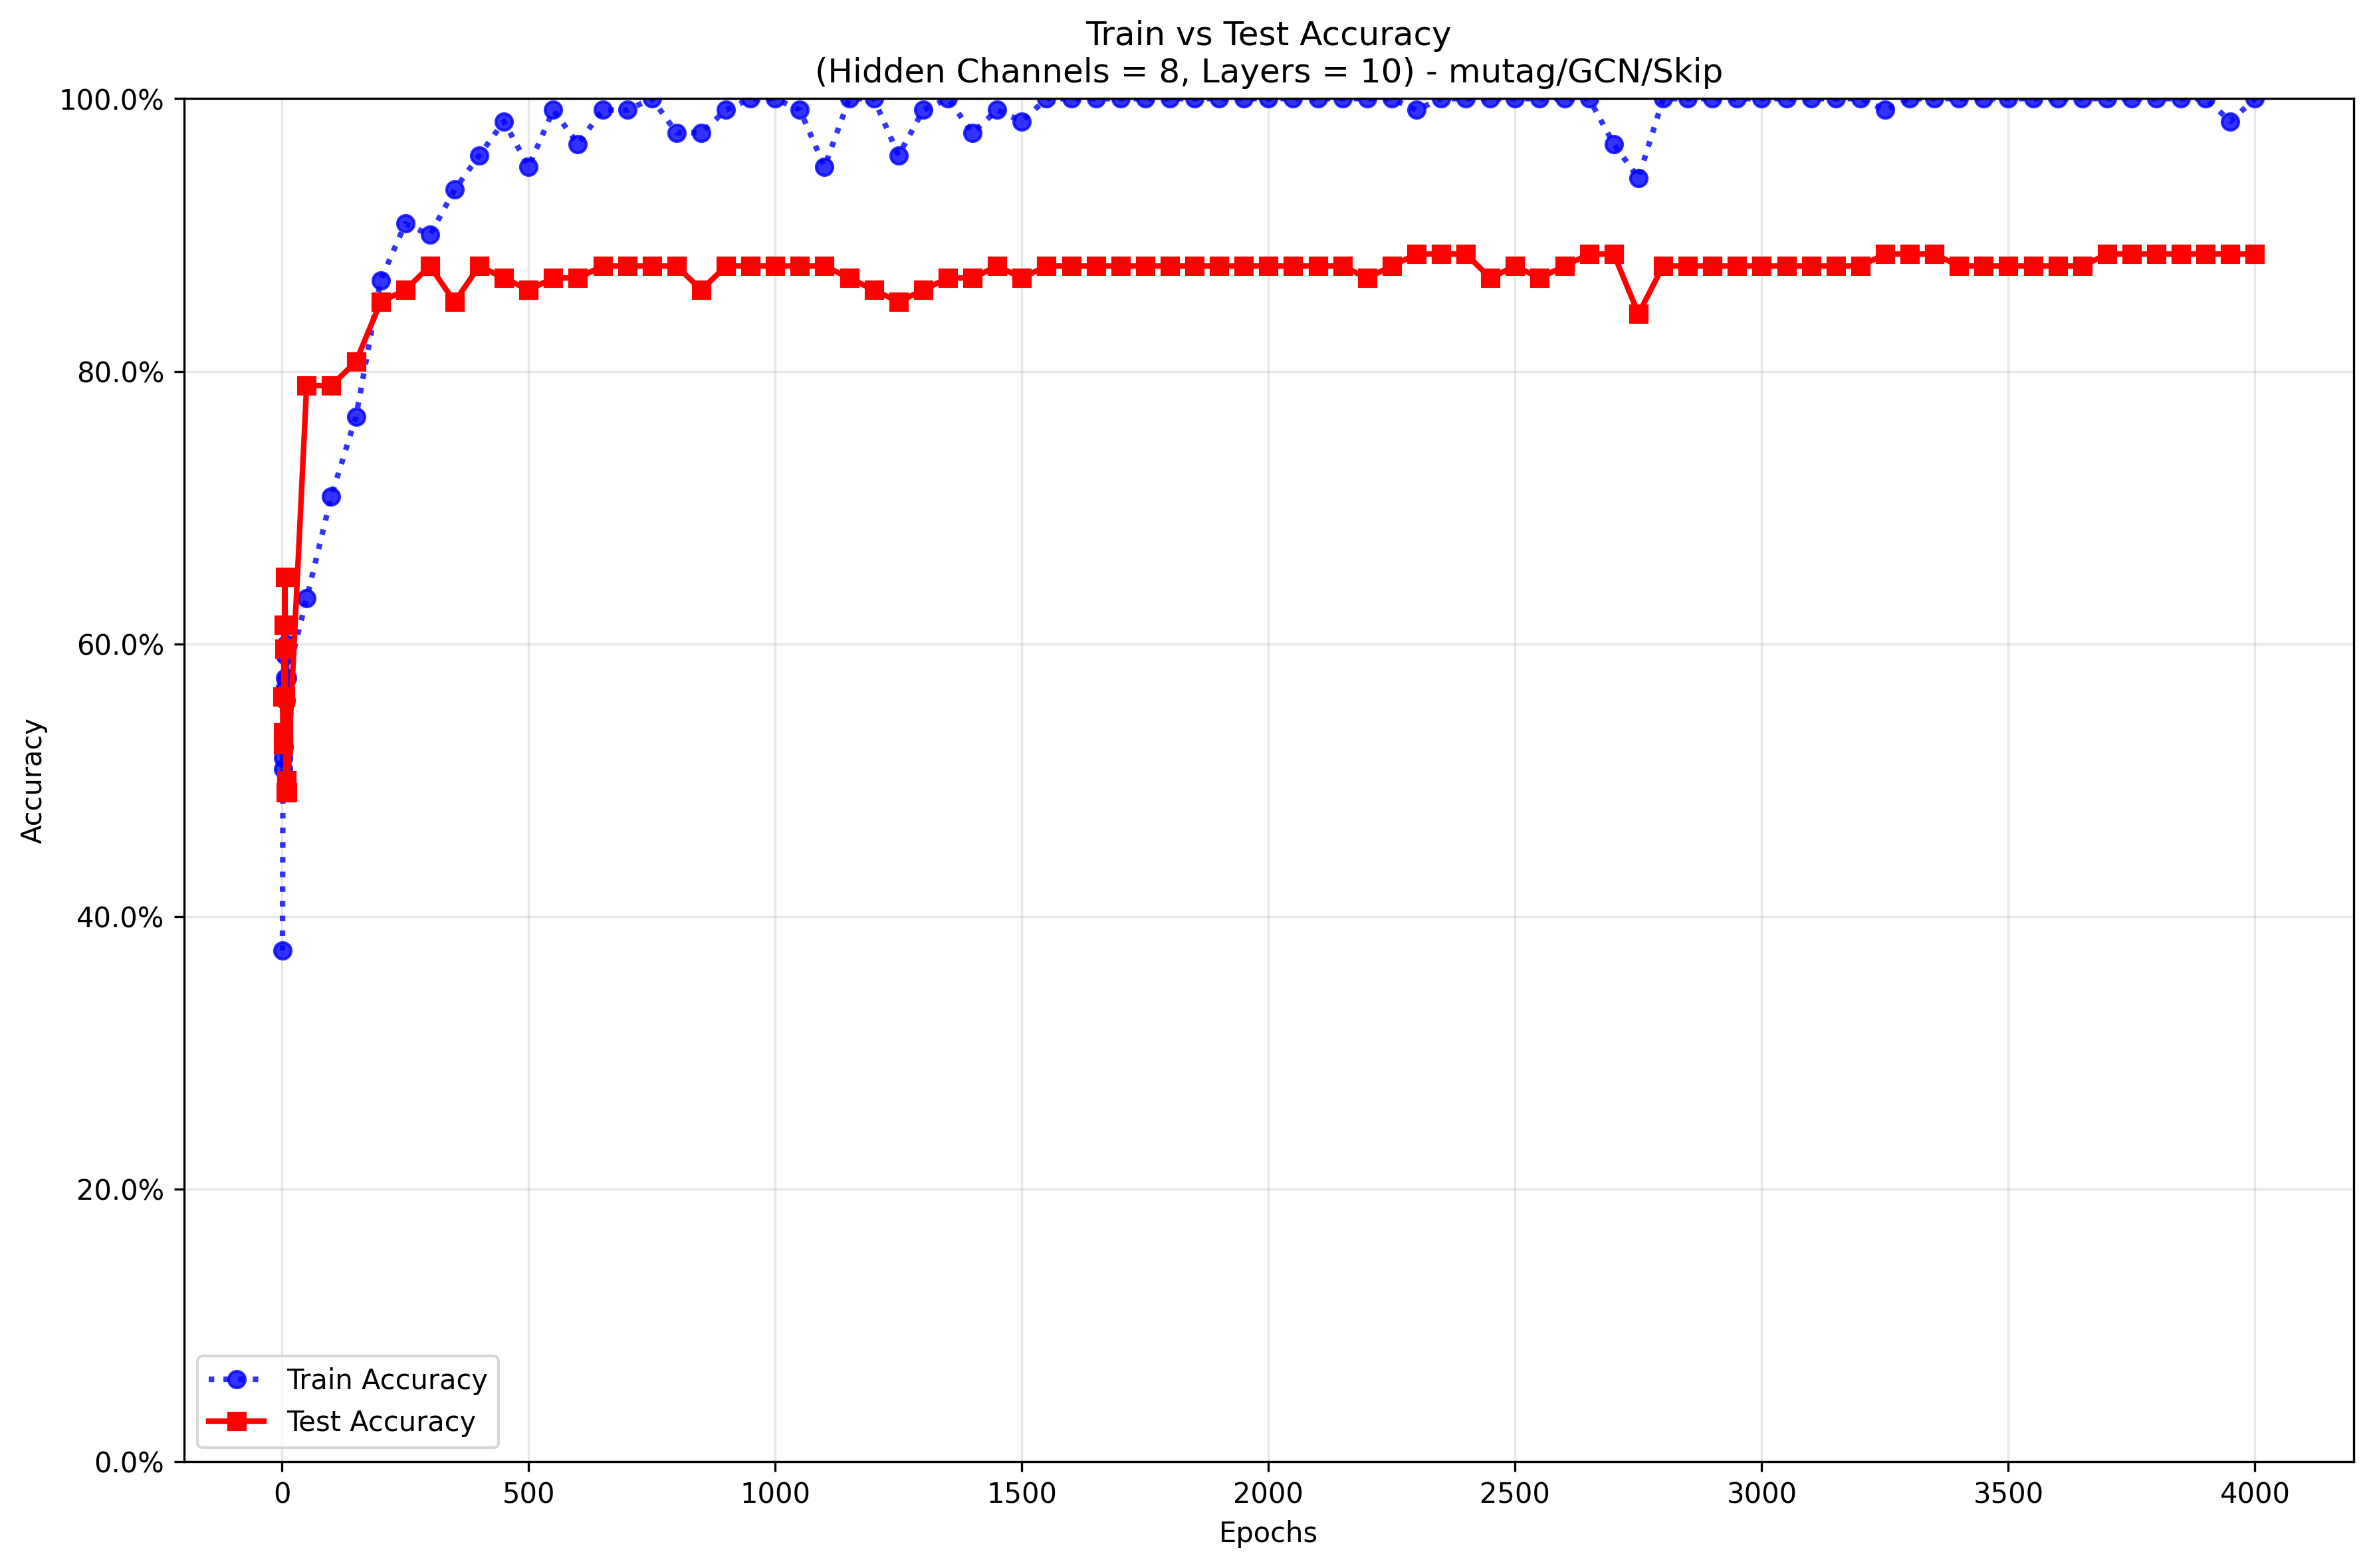 Train vs Test Accuracy
(Hidden Channels = 8, Layers = 10) - mutag/GCN/Skip
100.0%
80.0%
60.0%
40.0%
20.0%
0.0%
Accuracy
Train Accuracy
Test Accuracy
0 500 1000 1500 2000 2500 3000 3500 4000
Epochs